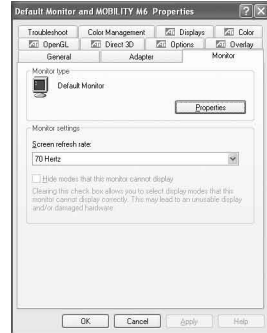 Default Monitor and MOBILITY M6 Properties
Troubleshoot Color Management Displays Color
OpenGL Direct 3D Options Overlay
General Adapter Monitor
Monitor type
Default Monitor
Properties
Monitor settings
Screen refresh rate:
70 Hertz
Hide modes that this monitor cannot display
Clearing this check box allows you to select display modes that this
monitor cannot display correctly. This may lead to an unusable display
and/or damaged hardware.
OK Cancel Apply Help